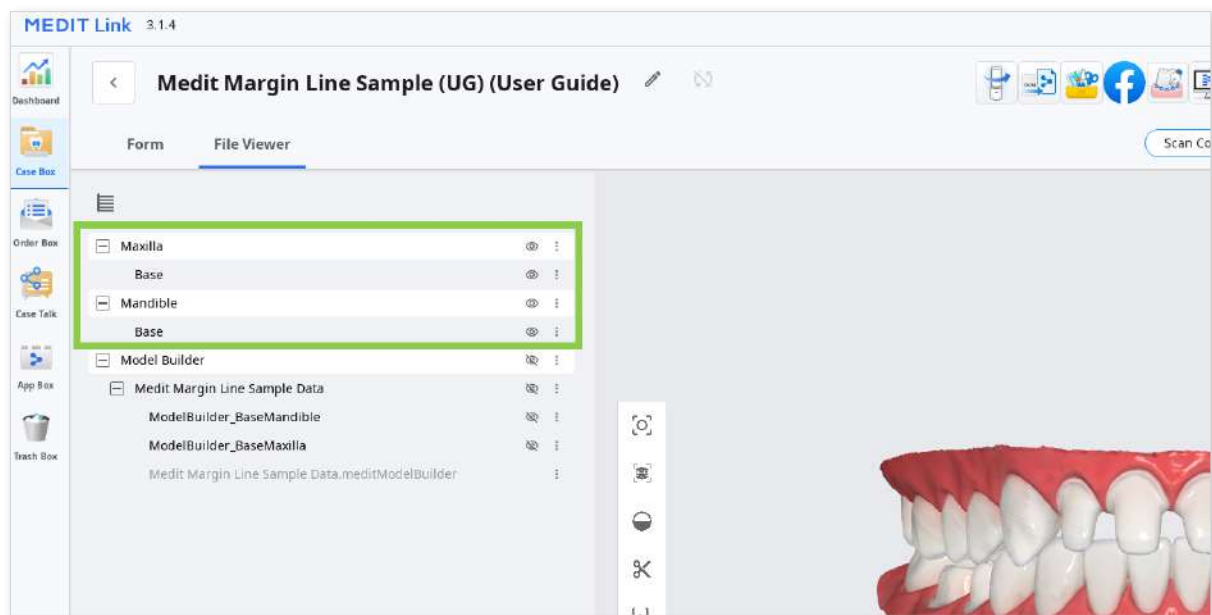 MEDIT Link 3.1.4
Dashboard
Medit Margin Line Sample (UG) (User Guide)
Form File Viewer
Scan Co
Case Box
Order Box
Maxilla
Base
Mandible
Case Talk
Base
Model Builder
App Box
Medit Margin Line Sample Data
ModelBuilder_BaseMandible
ModelBuilder_BaseMaxilla
Trash Box
Medit Margin Line Sample Data.meditModelBuilder